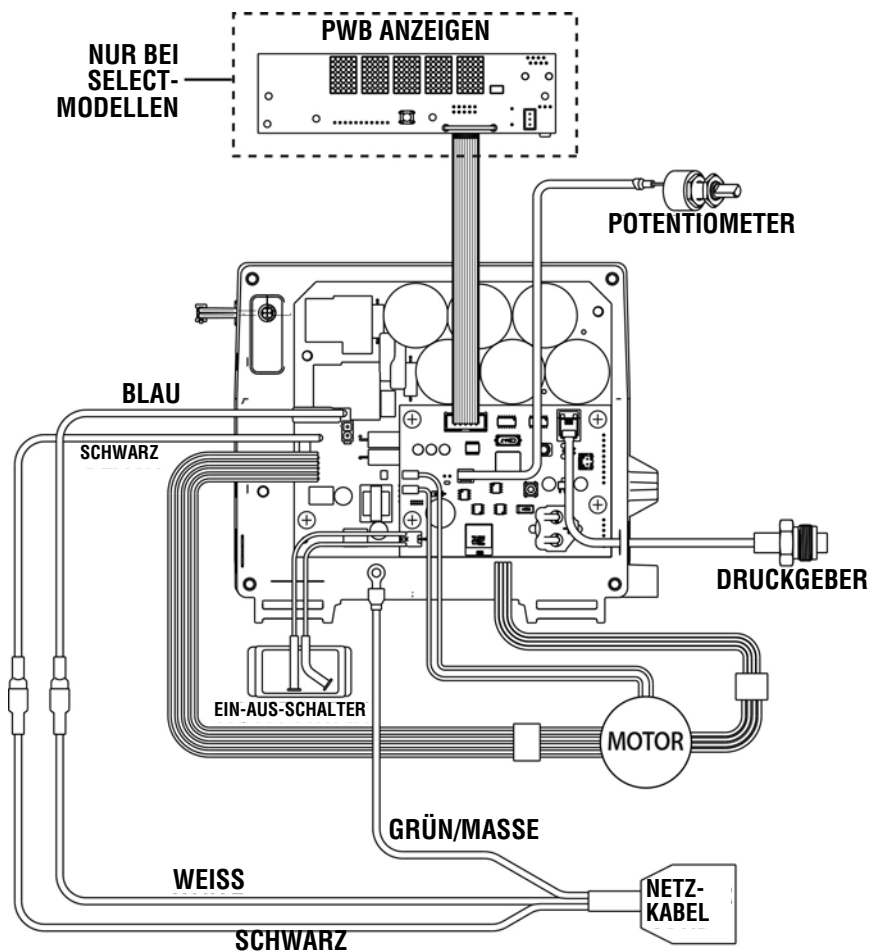 PWB ANZEIGEN
NUR BEI
SELECT-
MODELLEN
POTENTIOMETER
BLAU
SCHWARZ
DRUCKGEBER
EIN-AUS-SCHALTER
MOTOR
GRÜN/MASSE
WEISS
NETZ-
KABEL
SCHWARZ